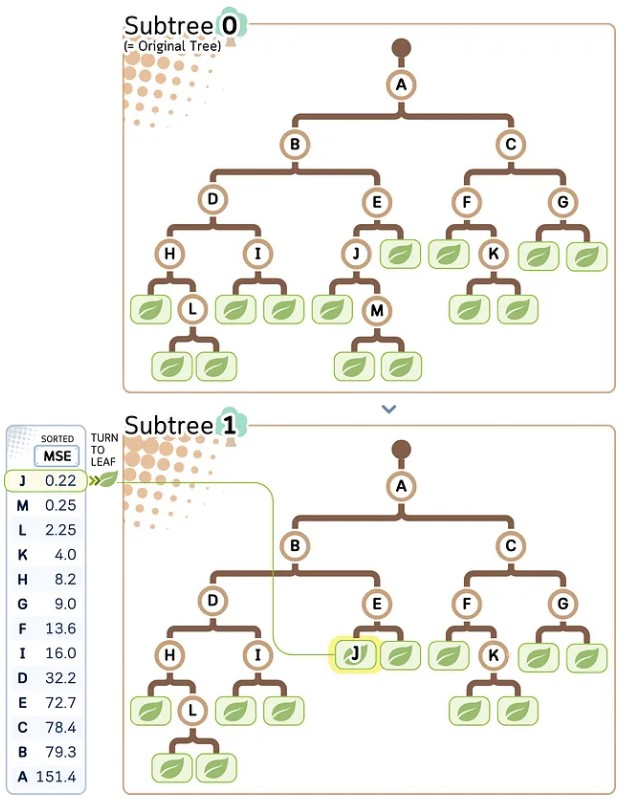 Subtree 0
(= Original Tree)
A
B
C
D
E
F
G
H
I
J
K
L
M
Subtree 1
SORTED
MSE
TURN
TO
LEAF
J 0.22
M 0.25
L 2.25
K 4.0
H 8.2
G 9.0
F 13.6
I 16.0
D 32.2
E 72.7
C 78.4
B 79.3
A 151.4
A
B
C
D
E
F
G
H
I
J
K
L